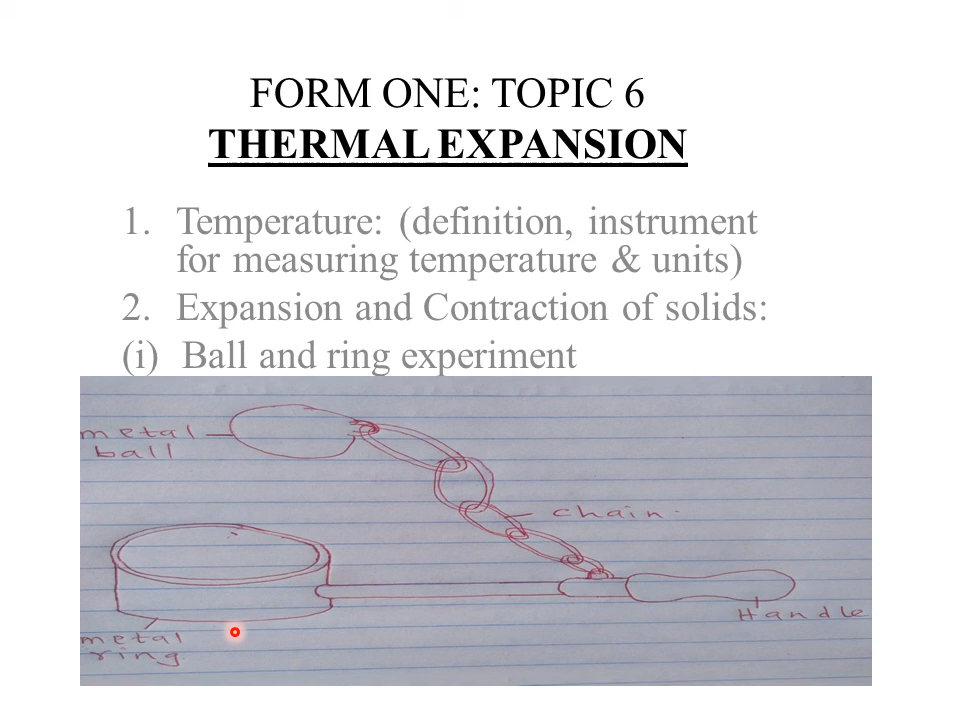 FORM ONE: TOPIC 6
THERMAL EXPANSION
1. Temperature: (definition, instrument
for measuring temperature & units)
2. Expansion and Contraction of solids:
(i) Ball and ring experiment
metal
ball
chain.
Handle
metal
ring